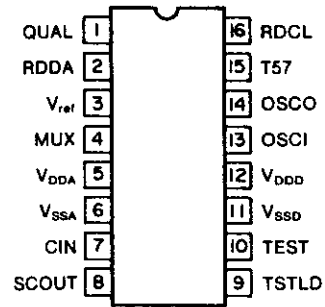 QUAL 1 16 RDCL
RDDA 2 15 T57
Vref 3 14 OSCO
MUX 4 13 OSCI
VDDA 5 12 VDDD
VSSA 6 11 VSSD
CIN 7 10 TEST
SCOUT 8 9 TSTLD